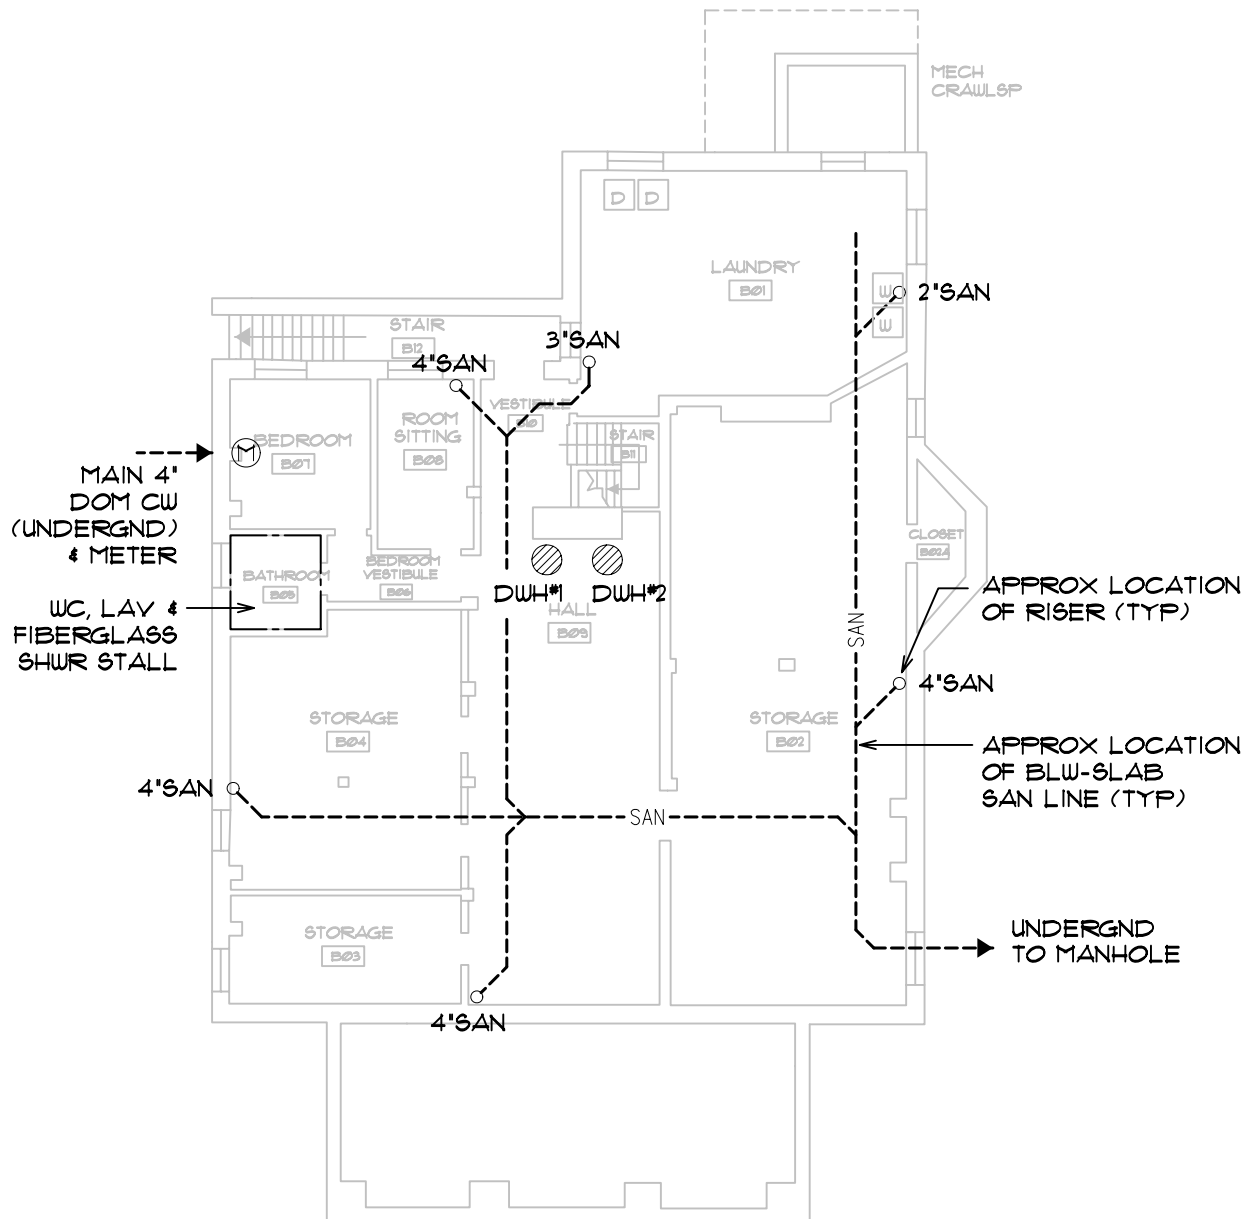 MECH
CRAWLSP
D
D
LAUNDRY
B01
W
2"SAN
W
STAIR
B12
3"SAN
4"SAN
VESTIBULE
B10
ROOM
SITTING
B08
BEDROOM
B07
M
STAIR
B11
MAIN 4"
DOM CW
(UNDERGND)
& METER
CLOSET
B02A
BATHROOM
B05
BEDROOM
VESTIBULE
B06
DWH#1
DWH#2
HALL
B09
WC, LAV &
FIBERGLASS
SHWR STALL
APPROX LOCATION
OF RISER (TYP)
SAN
4"SAN
STORAGE
B04
STORAGE
B02
APPROX LOCATION
OF BLW-SLAB
SAN LINE (TYP)
4"SAN
SAN
STORAGE
B03
UNDERGND
TO MANHOLE
4"SAN